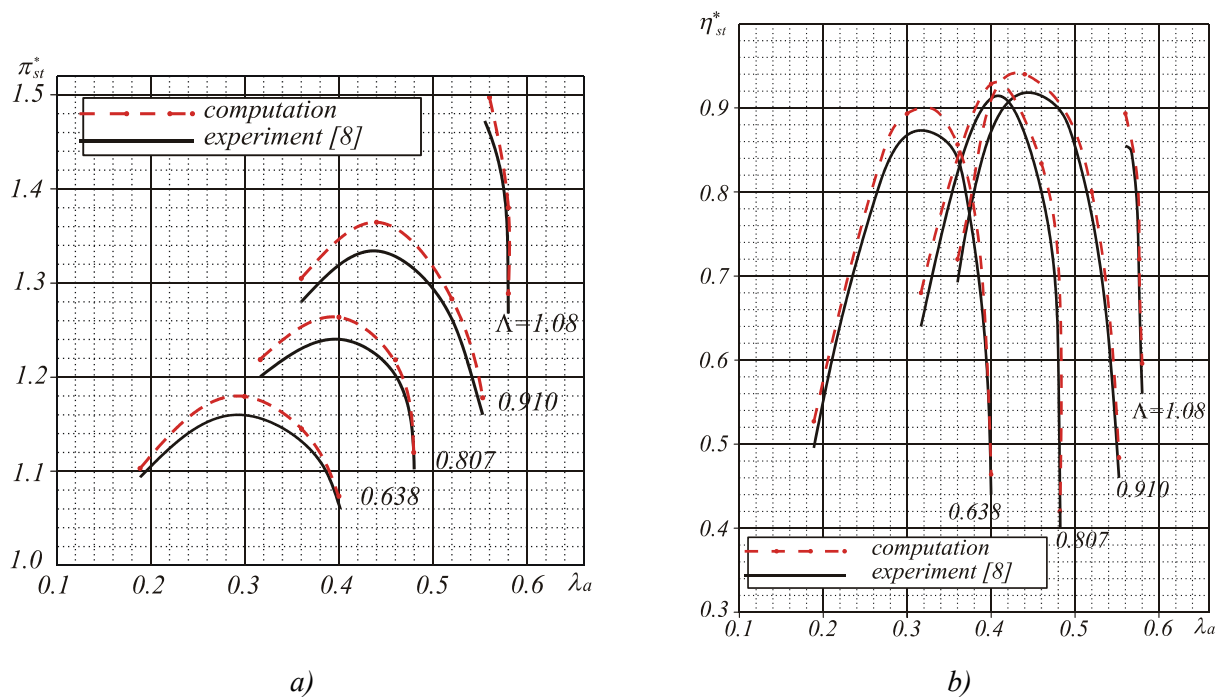 π*st
1.5
1.4
1.3
1.2
1.1
1.0
computation
experiment [8]
Λ=1.08
0.910
0.807
0.638
0.1 0.2 0.3 0.4 0.5 λa
a)
η*st
0.9
0.8
0.7
0.6
0.5
0.4
0.3
Λ=1.08
0.910
0.638
0.807
computation
experiment [8]
0.1 0.2 0.3 0.4 0.5 0.6 λa
b)